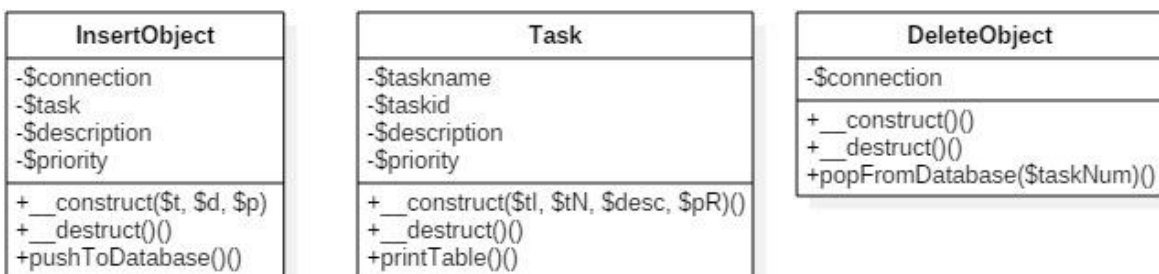 InsertObject
-$connection
-$task
-$description
-$priority
+__construct($t, $d, $p)
+__destruct()()
+pushToDatabase()()
Task
-$taskname
-$taskid
-$description
-$priority
+__construct($tI, $tN, $desc, $pR)()
+__destruct()()
+printTable()()
DeleteObject
-$connection
+__construct()()
+__destruct()()
+popFromDatabase($taskNum)()